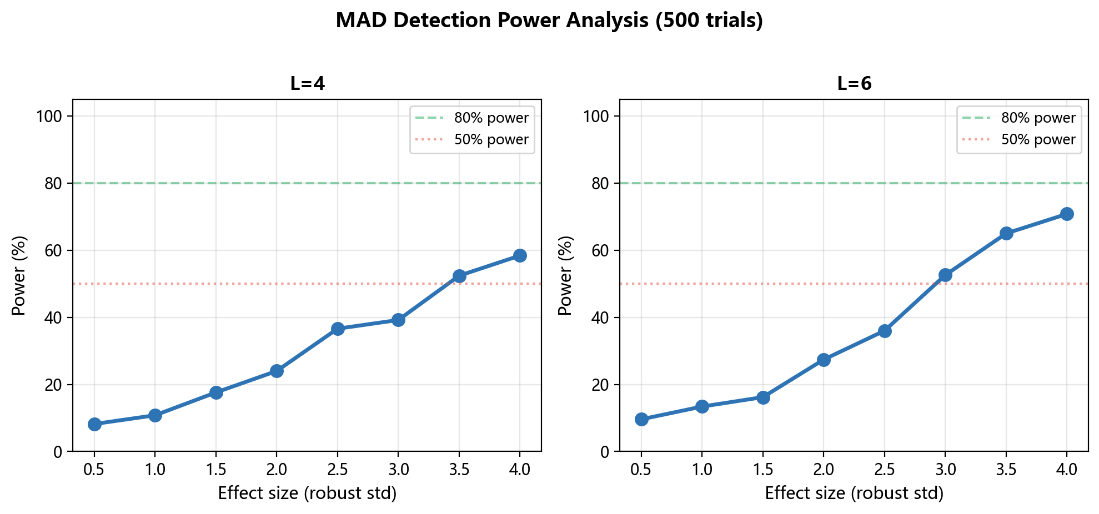 MAD Detection Power Analysis (500 trials)
L=4
80% power
50% power
100
80
60
40
20
0
Power (%)
0.5 1.0 1.5 2.0 2.5 3.0 3.5 4.0
Effect size (robust std)
L=6
80% power
50% power
100
80
60
40
20
0
Power (%)
0.5 1.0 1.5 2.0 2.5 3.0 3.5 4.0
Effect size (robust std)